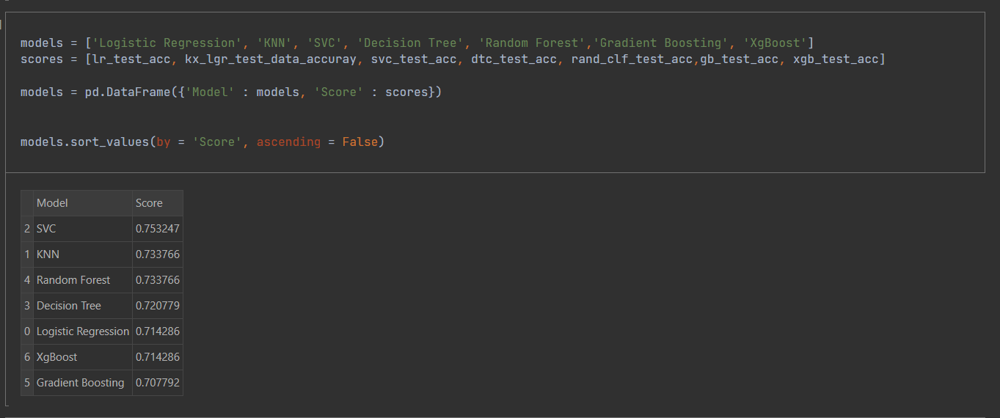 models = ['Logistic Regression', 'KNN', 'SVC', 'Decision Tree', 'Random Forest','Gradient Boosting', 'XgBoost']
scores = [lr_test_acc, kx_lgr_test_data_accuray, svc_test_acc, dtc_test_acc, rand_clf_test_acc,gb_test_acc, xgb_test_acc]
models = pd.DataFrame({'Model' : models, 'Score' : scores})
models.sort_values(by = 'Score', ascending = False)
Model Score
2 SVC 0.753247
1 KNN 0.733766
4 Random Forest 0.733766
3 Decision Tree 0.720779
0 Logistic Regression 0.714286
6 XgBoost 0.714286
5 Gradient Boosting 0.707792